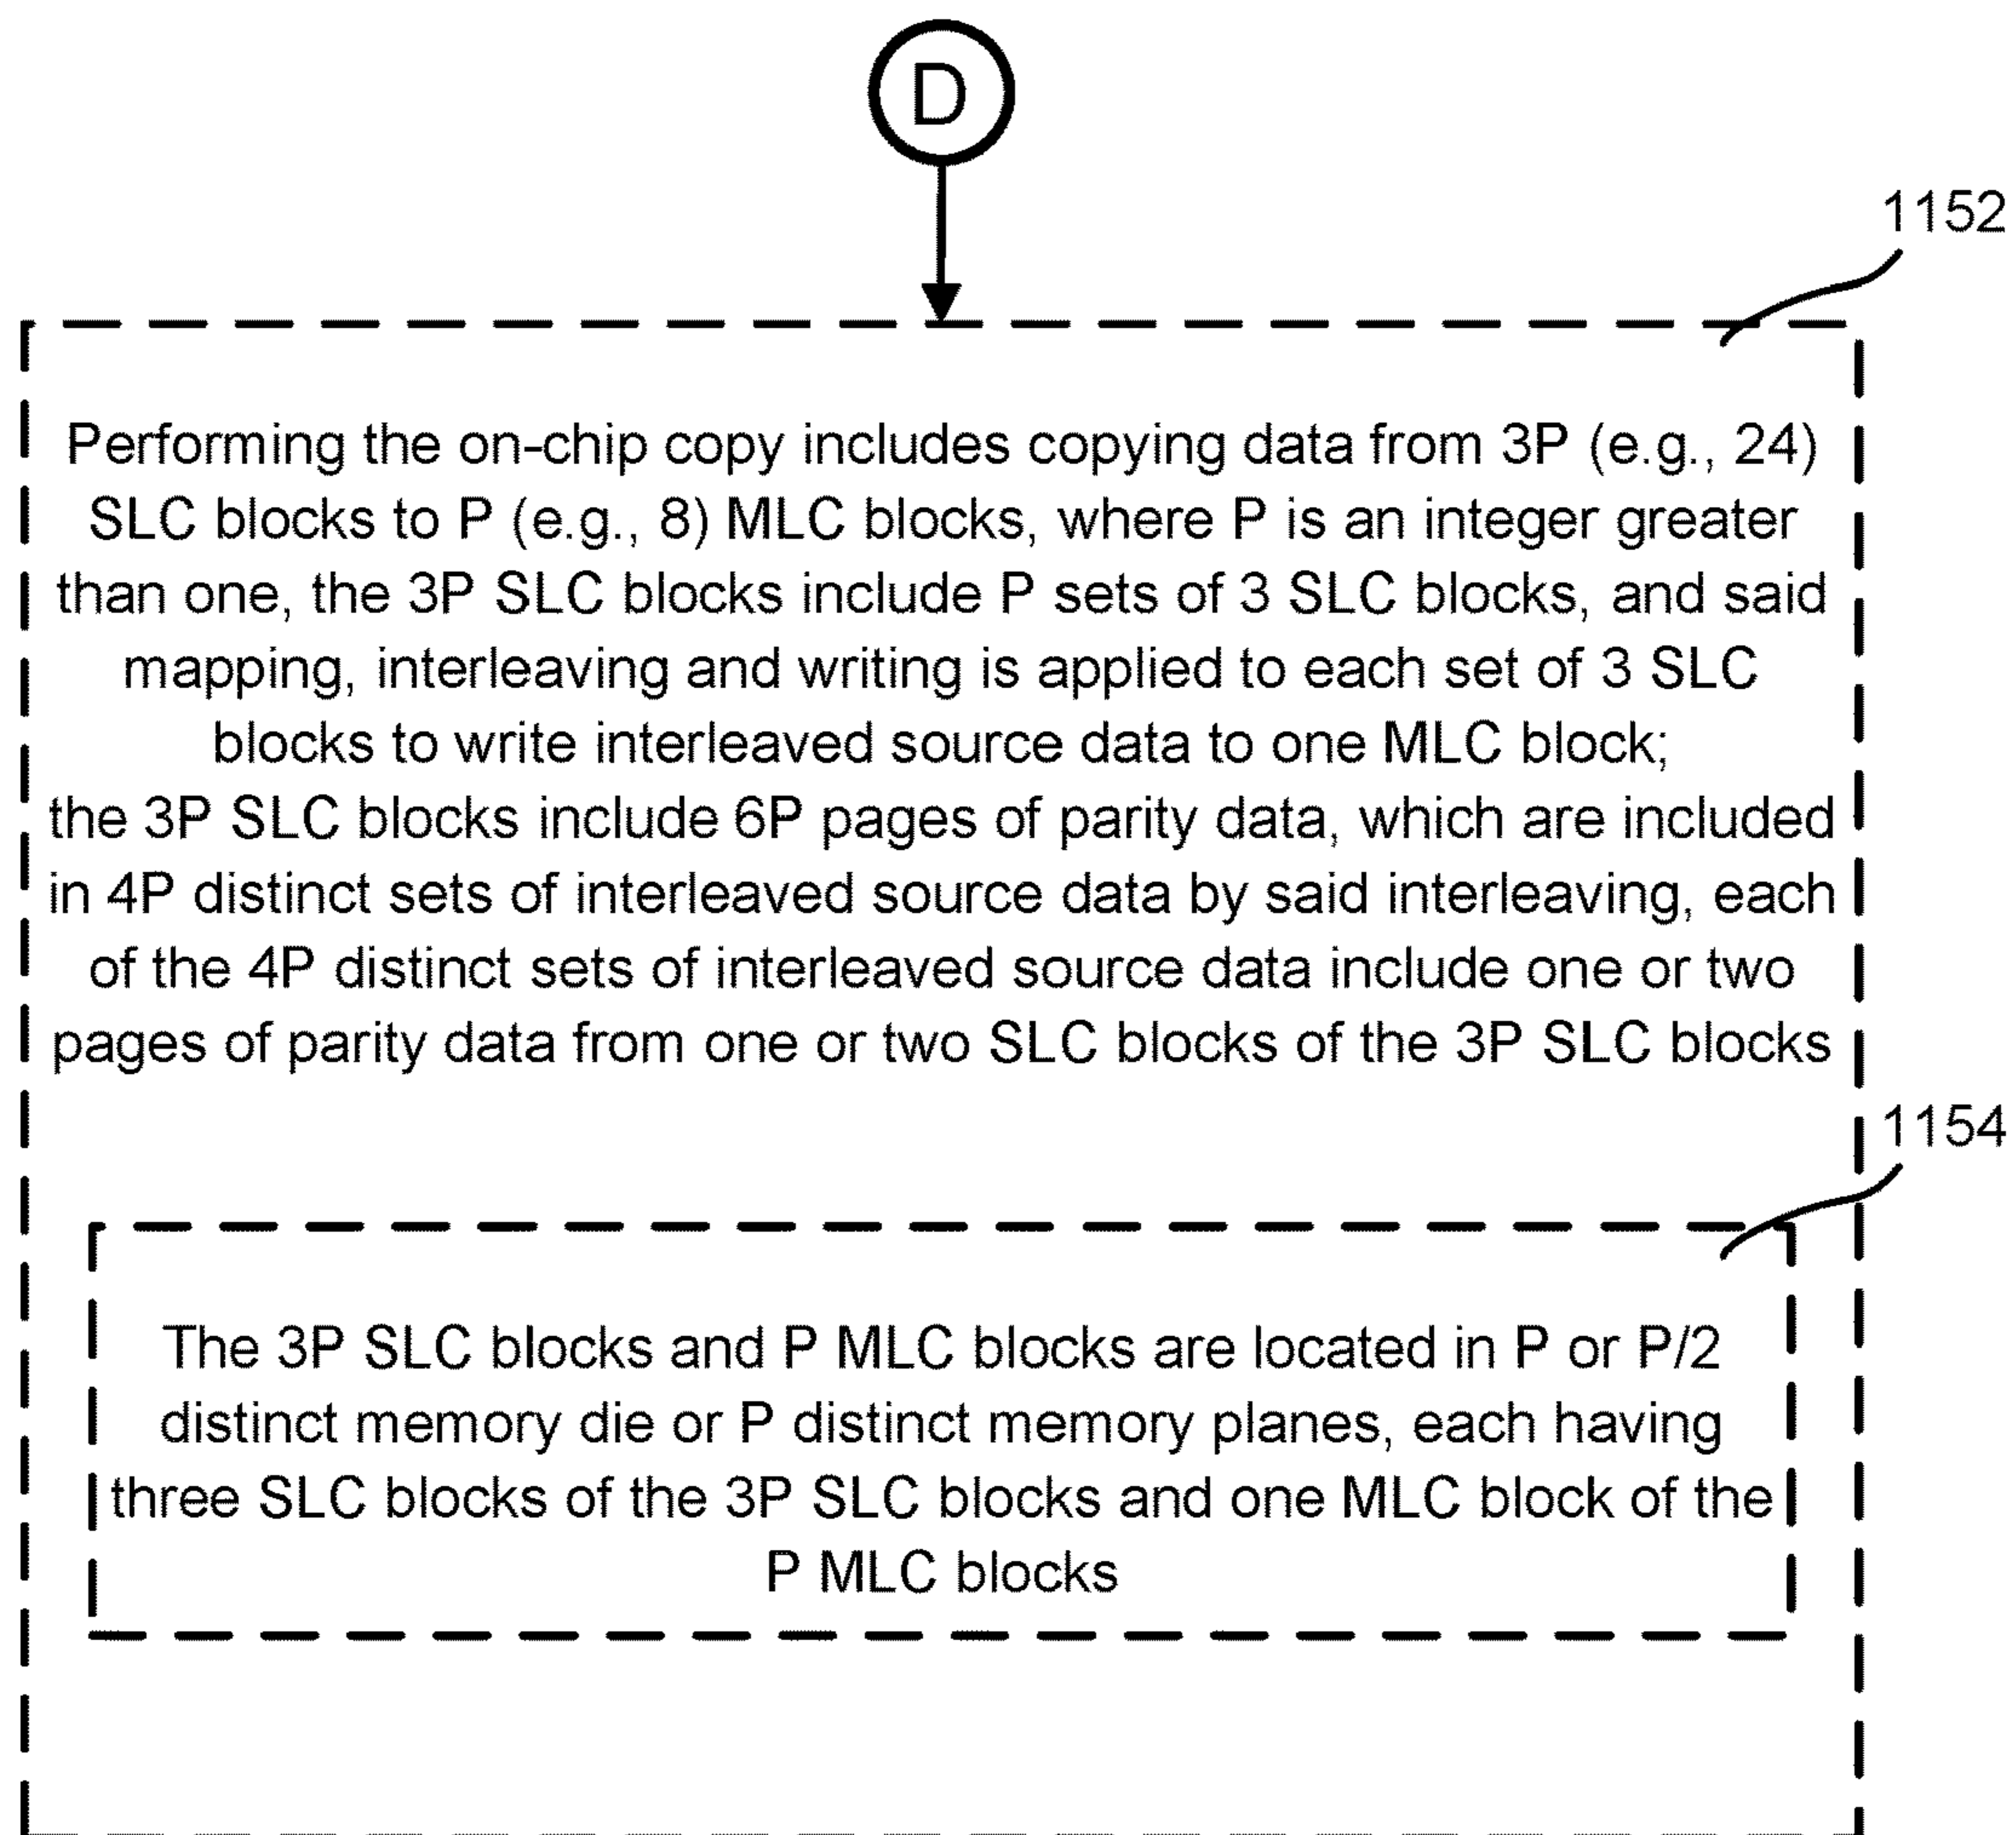 D
1152
Performing the on-chip copy includes copying data from 3P (e.g., 24)
SLC blocks to P (e.g., 8) MLC blocks, where P is an integer greater
than one, the 3P SLC blocks include P sets of 3 SLC blocks, and said
mapping, interleaving and writing is applied to each set of 3 SLC
blocks to write interleaved source data to one MLC block;
the 3P SLC blocks include 6P pages of parity data, which are included
in 4P distinct sets of interleaved source data by said interleaving, each
of the 4P distinct sets of interleaved source data include one or two
pages of parity data from one or two SLC blocks of the 3P SLC blocks
1154
The 3P SLC blocks and P MLC blocks are located in P or P/2
distinct memory die or P distinct memory planes, each having
three SLC blocks of the 3P SLC blocks and one MLC block of the
P MLC blocks